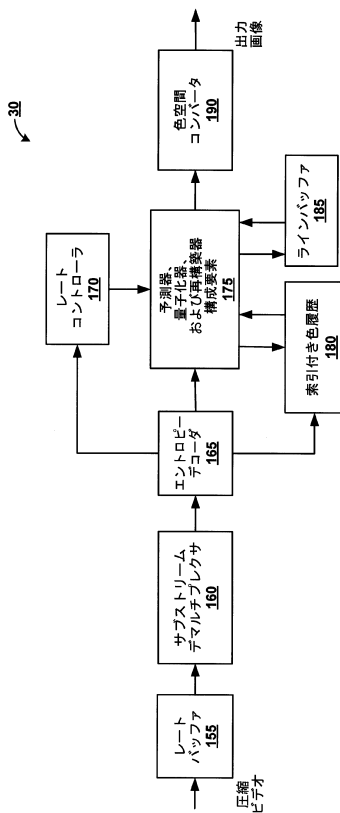 30
圧縮
ビデオ
レート
バッファ
155
サブストリーム
デマルチプレクサ
160
エントロピー
デコーダ
165
レート
コントローラ
170
予測器、
量子化器、
および再構築器
構成要素
175
索引付き色履歴
180
ラインバッファ
185
色空間
コンバータ
190
出力
画像